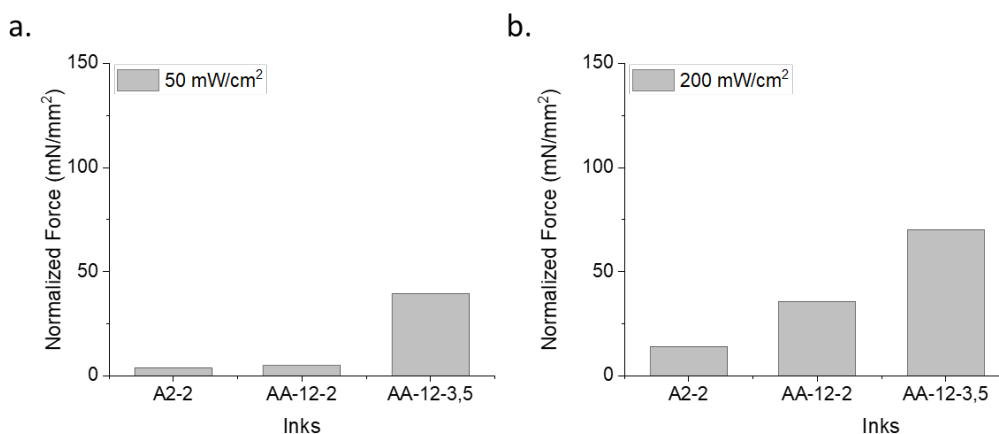 a.
50 mW/cm²
Normalized Force (mN/mm²)
150
100
50
0
A2-2
AA-12-2
AA-12-3,5
Inks
b.
200 mW/cm²
Normalized Force (mN/mm²)
150
100
50
0
A2-2
AA-12-2
AA-12-3,5
Inks